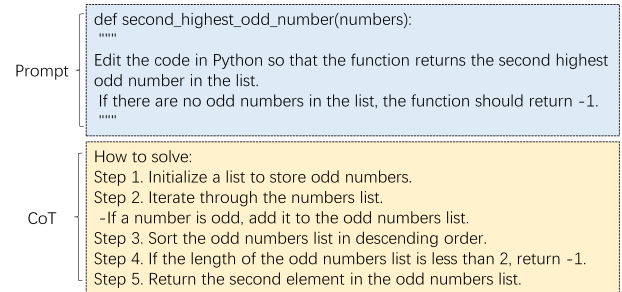 Prompt
def second_highest_odd_number(numbers):
"""
Edit the code in Python so that the function returns the second highest
odd number in the list.
If there are no odd numbers in the list, the function should return -1.
"""
CoT
How to solve:
Step 1. Initialize a list to store odd numbers.
Step 2. Iterate through the numbers list.
-If a number is odd, add it to the odd numbers list.
Step 3. Sort the odd numbers list in descending order.
Step 4. If the length of the odd numbers list is less than 2, return -1.
Step 5. Return the second element in the odd numbers list.